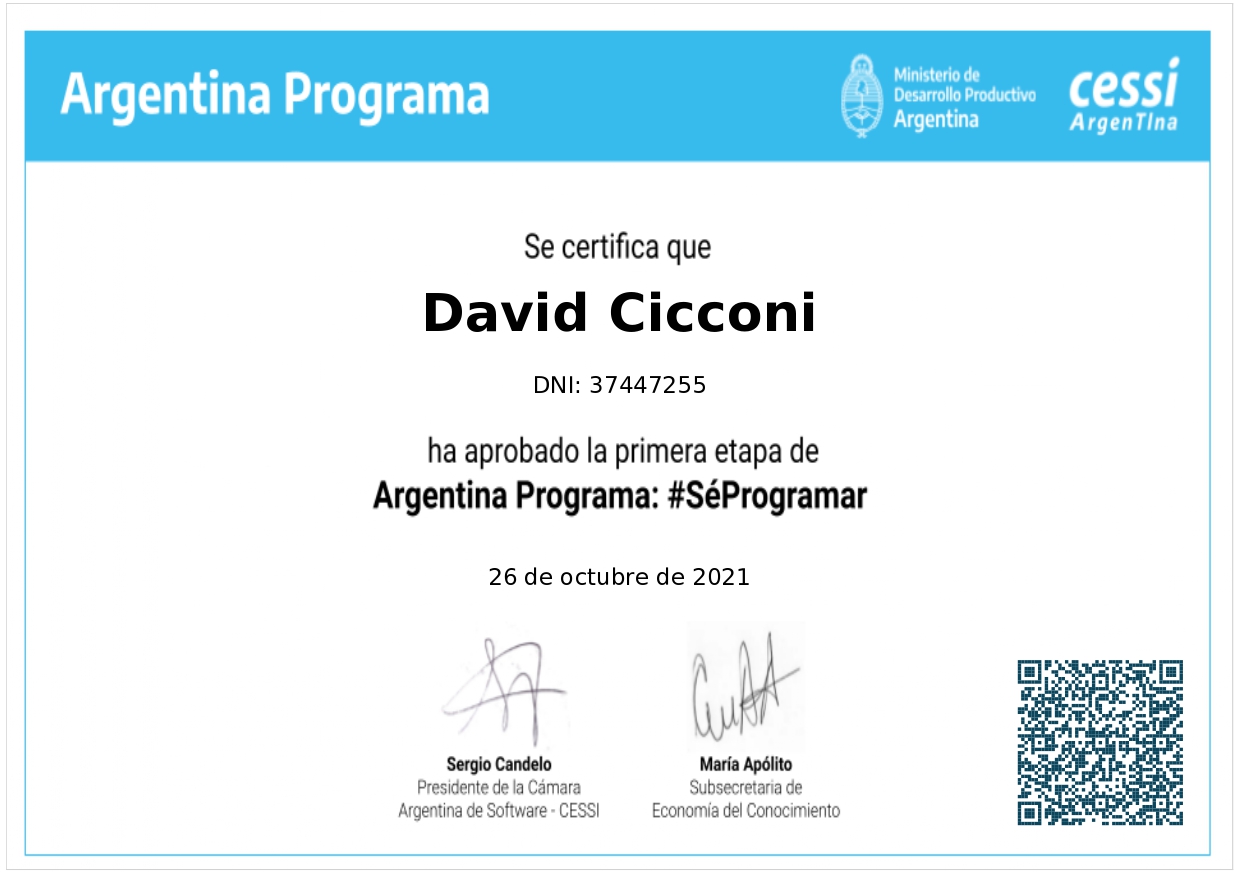 Argentina Programa
Ministerio de
Desarrollo Productivo
Argentina
cessi
ArgenTIna
Se certifica que
David Cicconi
DNI: 37447255
ha aprobado la primera etapa de
Argentina Programa: #SéProgramar
26 de octubre de 2021
Sergio Candelo
Presidente de la Cámara
Argentina de Software - CESSI
María Apólito
Subsecretaria de
Economía del Conocimiento